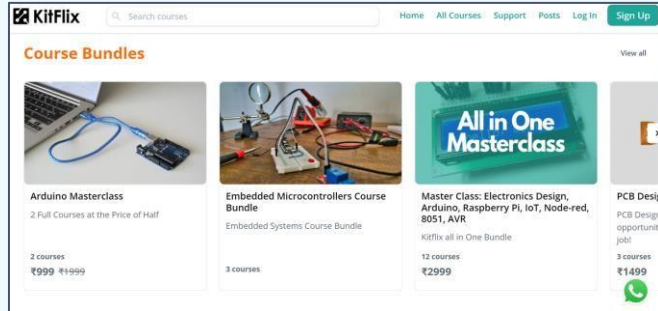 KitFlix
Search courses
Home All Courses Support Posts Log In Sign Up
Course Bundles
View all
All in One
Masterclass
Arduino Masterclass
2 Full Courses at the Price of Half
2 courses
₹999 ₹1999
Embedded Microcontrollers Course
Bundle
Embedded Systems Course Bundle
3 courses
Master Class: Electronics Design,
Arduino, Raspberry Pi, IoT, Node-red,
8051, AVR
Kitflix all in One Bundle
12 courses
₹2999
PCB Desig
PCB Design
opportunit
job!
3 courses
₹1499